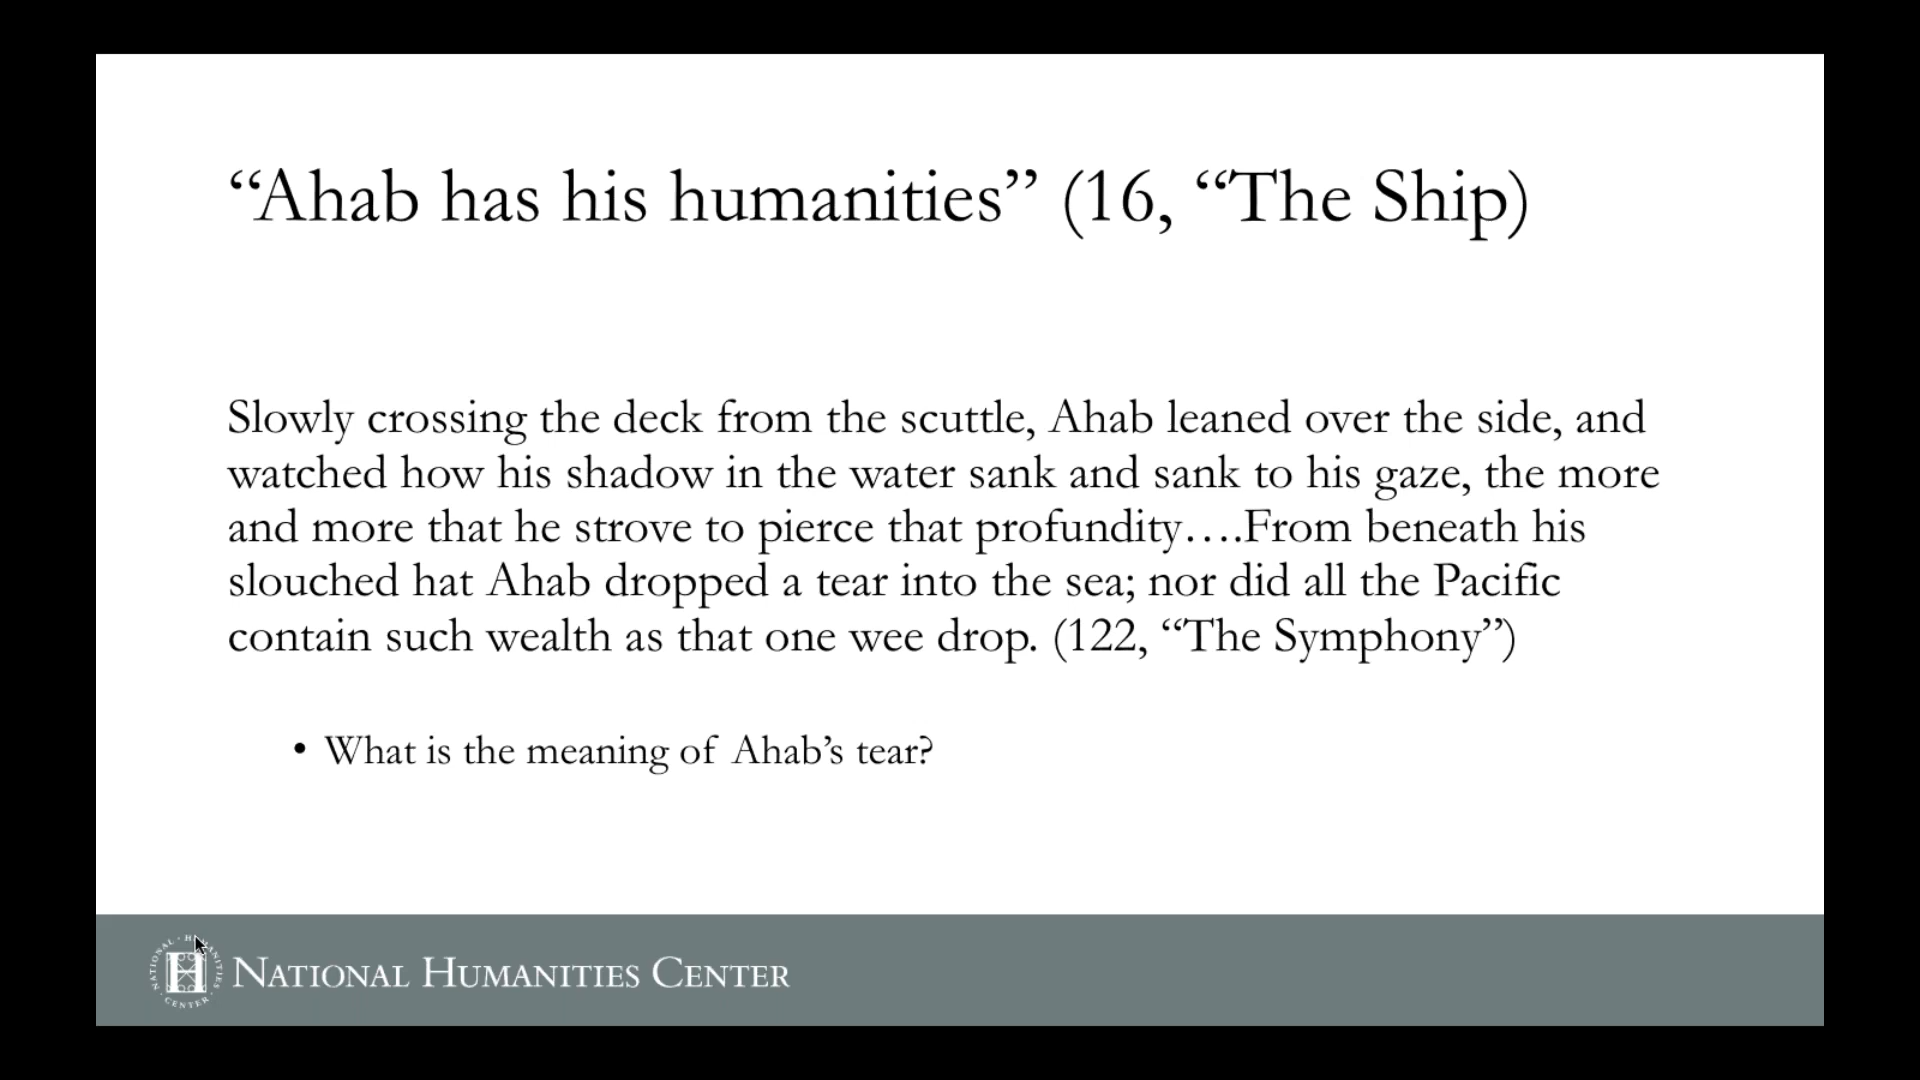 “Ahab has his humanities” (16, “The Ship)
Slowly crossing the deck from the scuttle, Ahab leaned over the side, and
watched how his shadow in the water sank and sank to his gaze, the more
and more that he strove to pierce that profundity….From beneath his
slouched hat Ahab dropped a tear into the sea; nor did all the Pacific
contain such wealth as that one wee drop. (122, “The Symphony”)
• What is the meaning of Ahab’s tear?
NATIONAL · HUMANITIES · CENTER ·
H
NATIONAL HUMANITIES CENTER